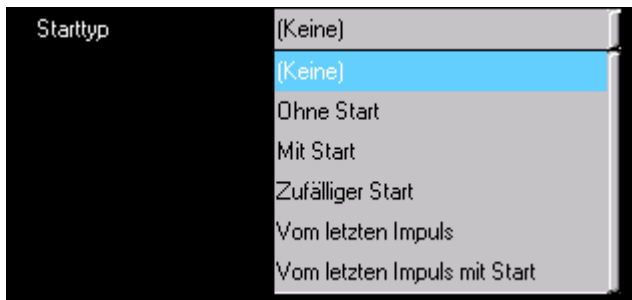 Starttyp (Keine)
(Keine)
Ohne Start
Mit Start
Zufälliger Start
Vom letzten Impuls
Vom letzten Impuls mit Start